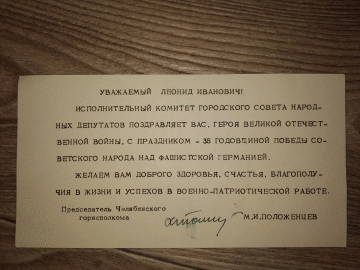 УВАЖАЕМЫЙ ЛЕОНИД ИВАНОВИЧ!
ИСПОЛНИТЕЛЬНЫЙ КОМИТЕТ ГОРОДСКОГО СОВЕТА НАРОД-
НЫХ ДЕПУТАТОВ ПОЗДРАВЛЯЕТ ВАС, ГЕРОЯ ВЕЛИКОЙ ОТЕЧЕСТ-
ВЕННОЙ ВОЙНЫ, С ПРАЗДНИКОМ - 38 ГОДОВЩИНОЙ ПОБЕДЫ СО-
ВЕТСКОГО НАРОДА НАД ФАШИСТСКОЙ ГЕРМАНИЕЙ.
ЖЕЛАЕМ ВАМ ДОБРОГО ЗДОРОВЬЯ, СЧАСТЬЯ, БЛАГОПОЛУ-
ЧИЯ В ЖИЗНИ И УСПЕХОВ В ВОЕННО-ПАТРИОТИЧЕСКОЙ РАБОТЕ.
Председатель Челябинского
горисполкома М.И.ПОЛОЖЕНЦЕВ